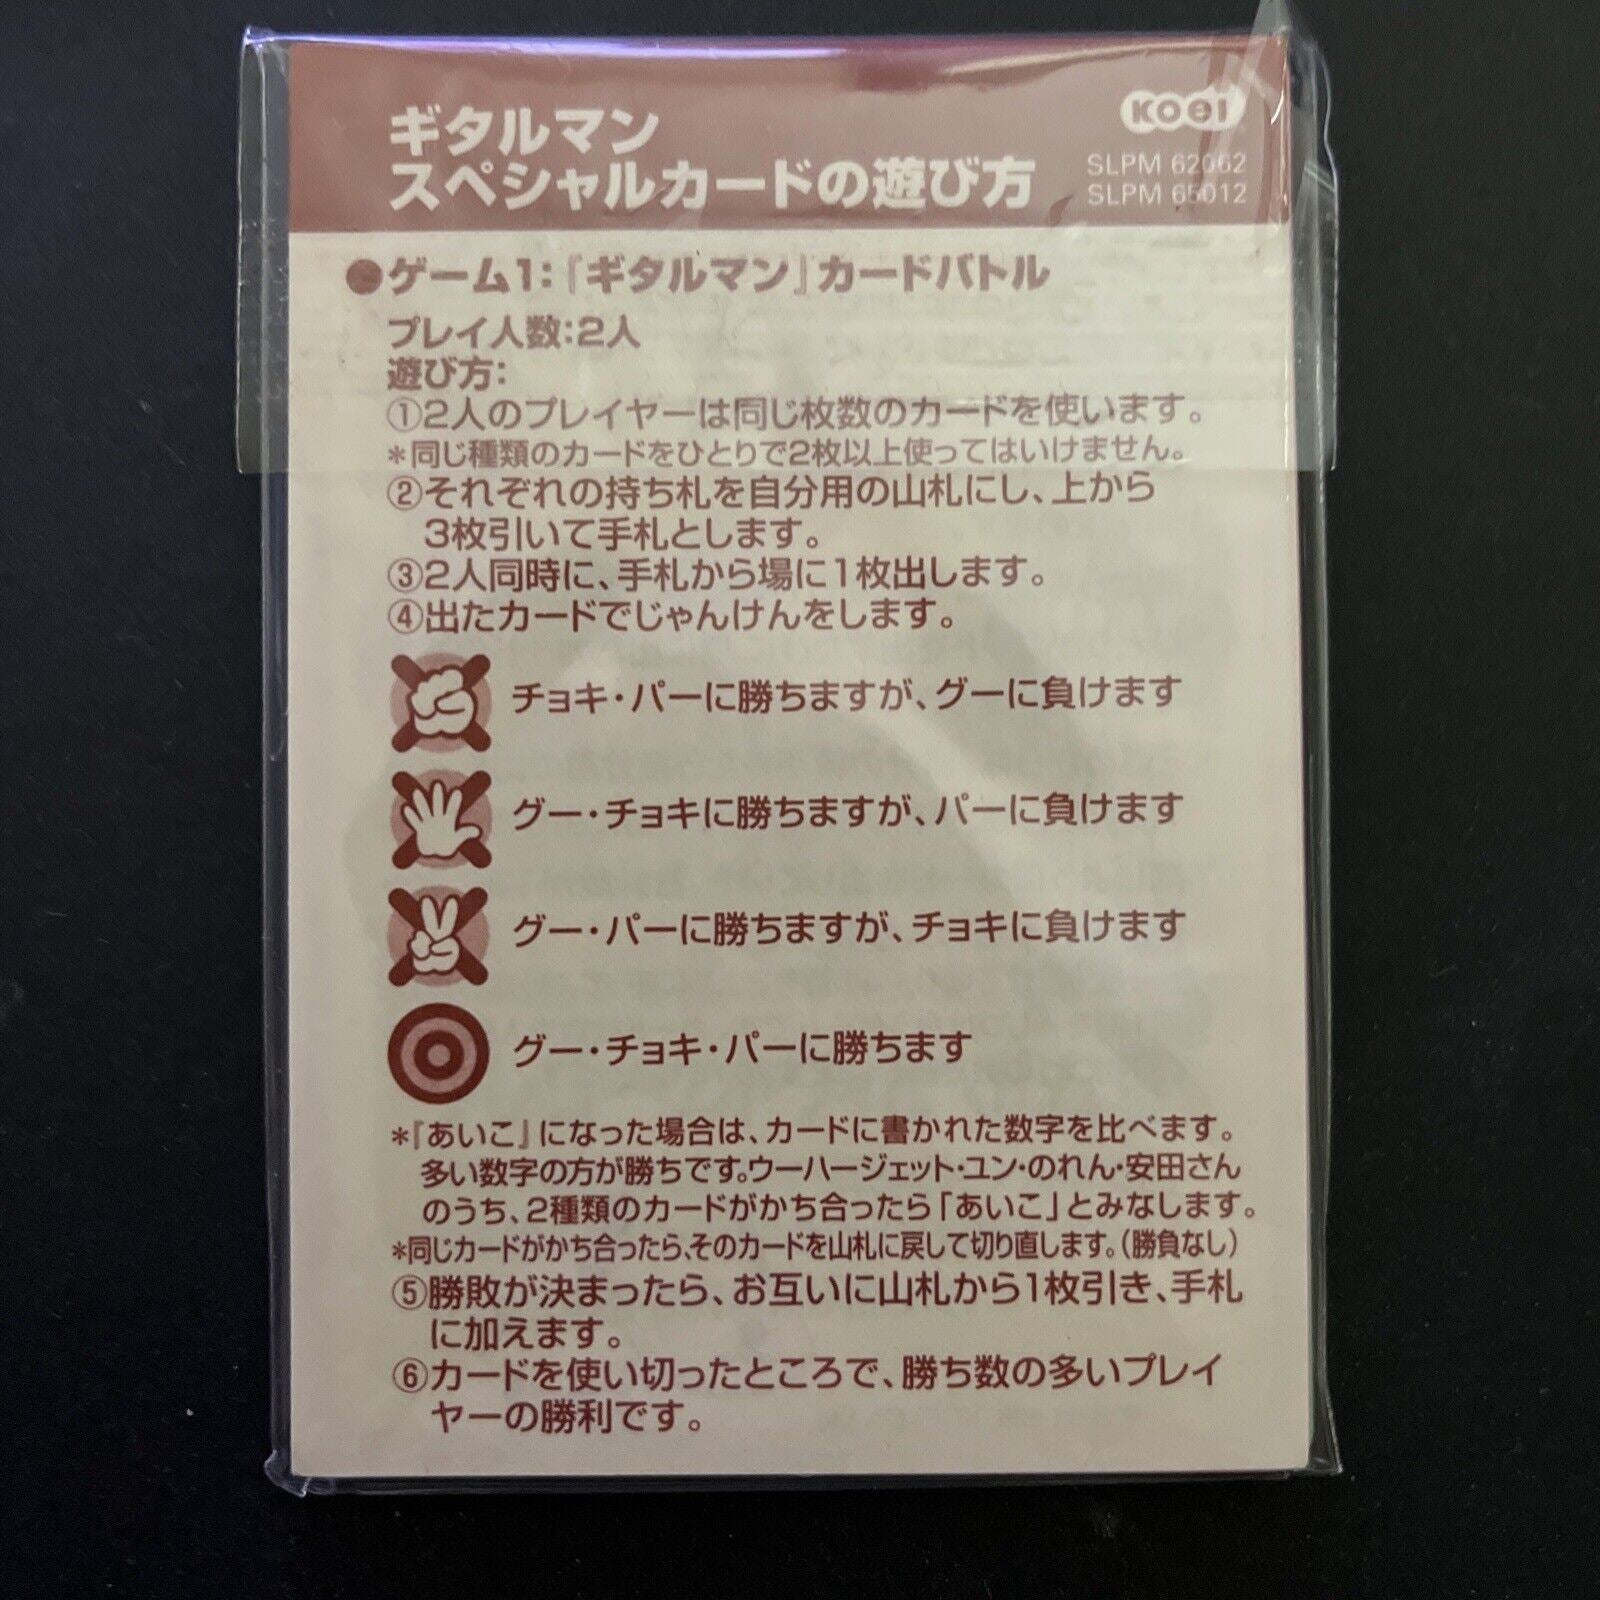 ギタルマン
スペシャルカードの遊び方
KOEI
SLPM 62062
SLPM 65012
●ゲーム1:『ギタルマン』カードバトル
プレイ人数:2人
遊び方:
①2人のプレイヤーは同じ枚数のカードを使います。
*同じ種類のカードをひとりで2枚以上使ってはいけません。
②それぞれの持ち札を自分用の山札にし、上から
3枚引いて手札とします。
③2人同時に、手札から場に1枚出します。
④出たカードでじゃんけんをします。
チョキ・パーに勝ちますが、グーに負けます
グー・チョキに勝ちますが、パーに負けます
グー・パーに勝ちますが、チョキに負けます
グー・チョキ・パーに勝ちます
*『あいこ』になった場合は、カードに書かれた数字を比べます。
多い数字の方が勝ちです。ウーハージェット・ユン・のれん・安田さん
のうち、2種類のカードがかち合ったら「あいこ」とみなします。
*同じカードがかち合ったら、そのカードを山札に戻して切り直します。(勝負なし)
⑤勝敗が決まったら、お互いに山札から1枚引き、手札
に加えます。
⑥カードを使い切ったところで、勝ち数の多いプレイ
ヤーの勝利です。